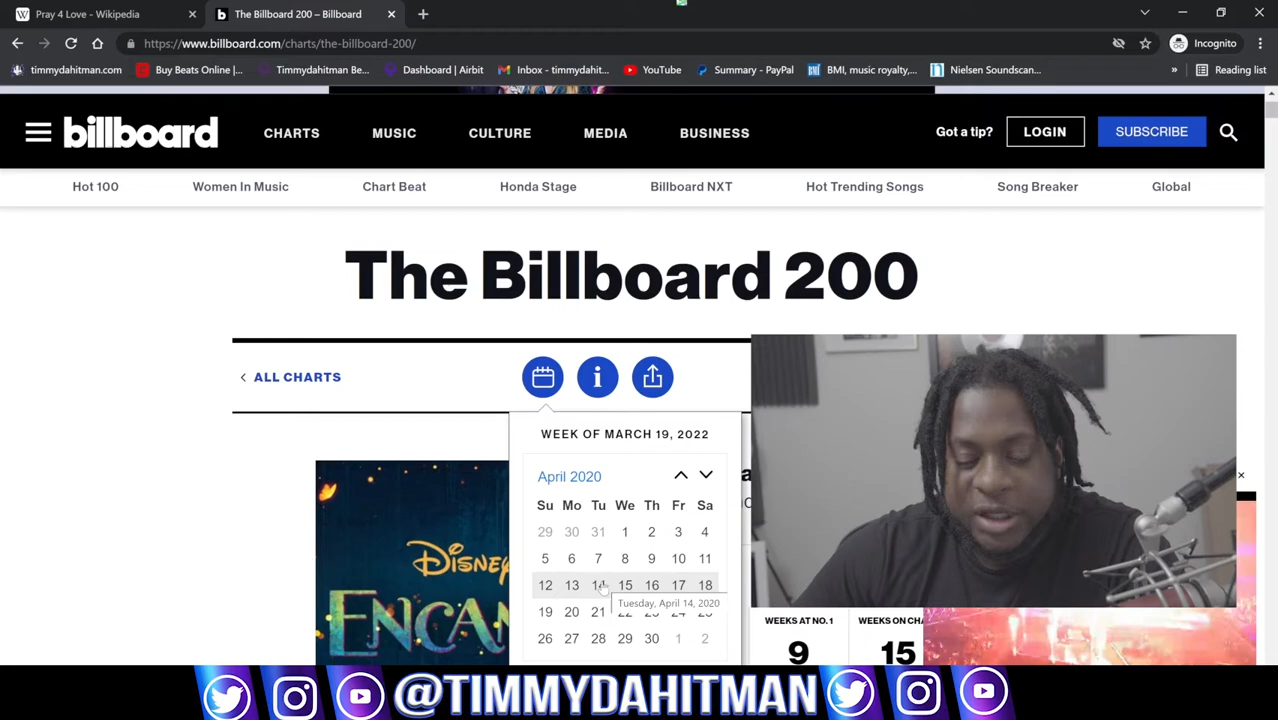 Pray 4 Love - Wikipedia
The Billboard 200 – Billboard
https://www.billboard.com/charts/the-billboard-200/
Incognito
timmydahitman.com
Buy Beats Online |...
Timmydahitman Be...
Dashboard | Airbit
Inbox - timmydahit...
YouTube
Summary - PayPal
BMI, music royalty,...
Nielsen Soundscan...
Reading list
billboard
CHARTS
MUSIC
CULTURE
MEDIA
BUSINESS
Got a tip?
LOGIN
SUBSCRIBE
Hot 100
Women In Music
Chart Beat
Honda Stage
Billboard NXT
Hot Trending Songs
Song Breaker
Global
The Billboard 200
ALL CHARTS
WEEK OF MARCH 19, 2022
April 2020
Su Mo Tu We Th Fr Sa
29 30 31 1 2 3 4
5 6 7 8 9 10 11
12 13 14 15 16 17 18
Tuesday, April 14, 2020
19 20 21
26 27 28 29 30 1 2
Disney
ENCAN
WEEKS AT NO. 1
WEEKS ON CHA
9
15
@TIMMYDAHITMAN